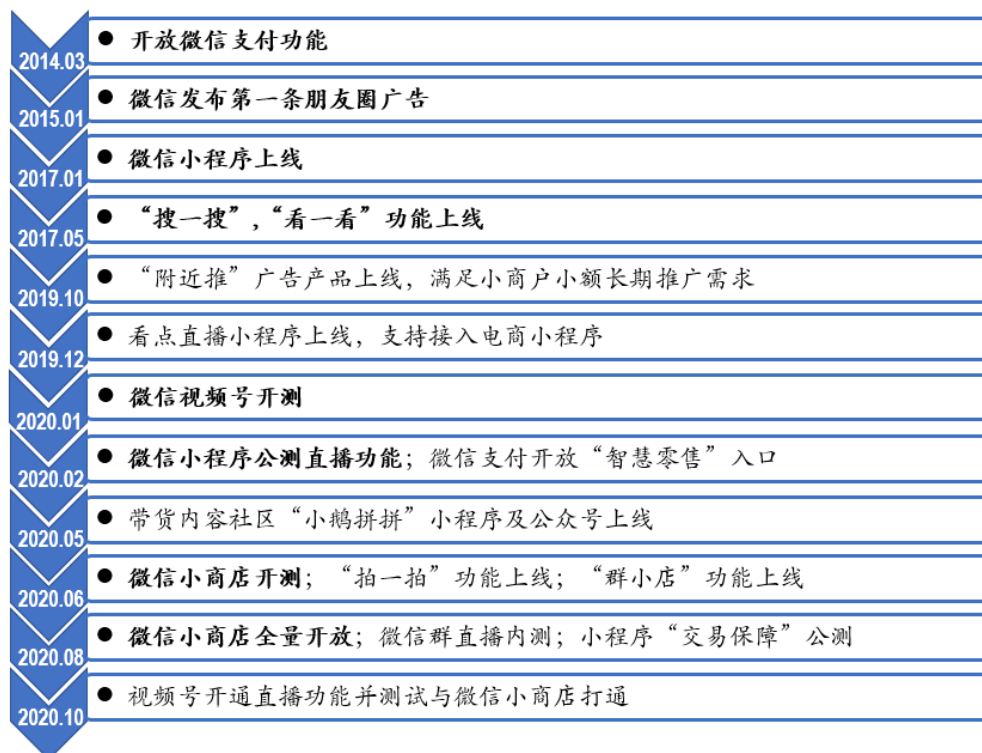 2014.03 ● 开放微信支付功能
2015.01 ● 微信发布第一条朋友圈广告
2017.01 ● 微信小程序上线
2017.05 ● “搜一搜”,“看一看”功能上线
2019.10 ● “附近推”广告产品上线，满足小商户小额长期推广需求
2019.12 ● 看点直播小程序上线，支持接入电商小程序
2020.01 ● 微信视频号开测
2020.02 ● 微信小程序公测直播功能；微信支付开放“智慧零售”入口
2020.05 ● 带货内容社区“小鹅拼拼”小程序及公众号上线
2020.06 ● 微信小商店开测；“拍一拍”功能上线；“群小店”功能上线
2020.08 ● 微信小商店全量开放；微信群直播内测；小程序“交易保障”公测
2020.10 ● 视频号开通直播功能并测试与微信小商店打通